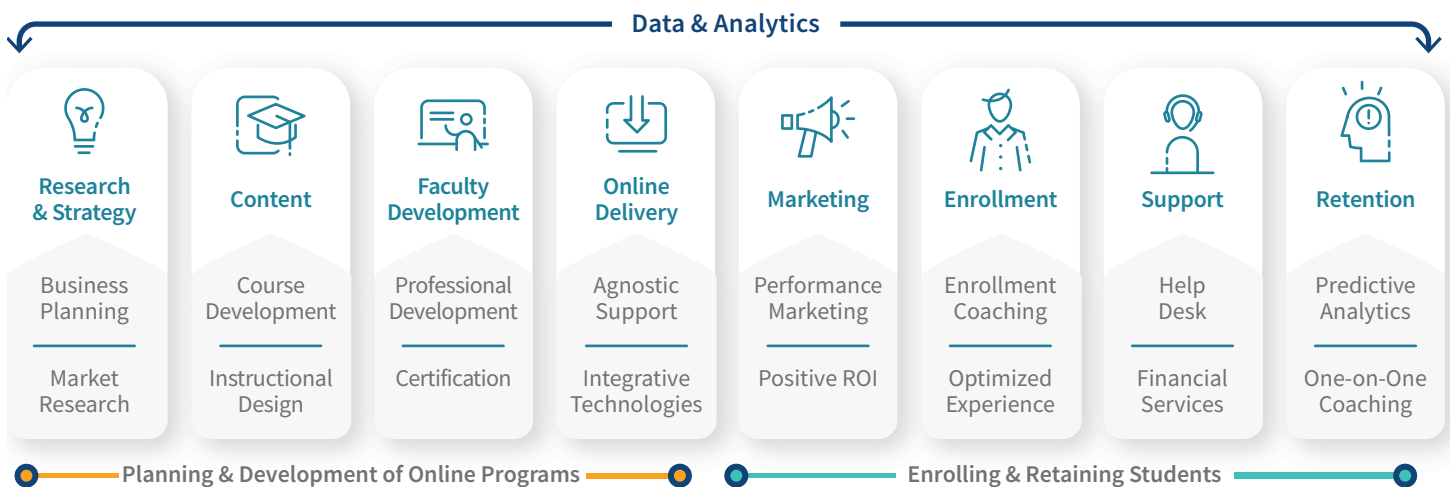 Data & Analytics
Research
& Strategy
Business
Planning
Market
Research
Content
Course
Development
Instructional
Design
Faculty
Development
Professional
Development
Certification
Online
Delivery
Agnostic
Support
Integrative
Technologies
Marketing
Performance
Marketing
Positive ROI
Enrollment
Enrollment
Coaching
Optimized
Experience
Support
Help
Desk
Financial
Services
Retention
Predictive
Analytics
One-on-One
Coaching
Planning & Development of Online Programs
Enrolling & Retaining Students